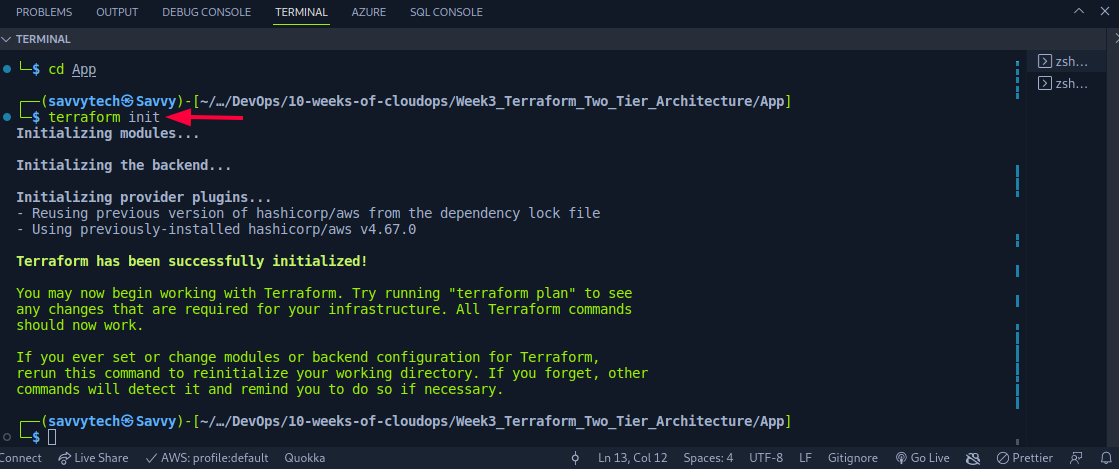 PROBLEMS OUTPUT DEBUG CONSOLE TERMINAL AZURE SQL CONSOLE
TERMINAL
└─$ cd App
zsh...
zsh...
┌──(savvytech㉿Savvy)-[~/…/DevOps/10-weeks-of-cloudops/Week3_Terraform_Two_Tier_Architecture/App]
└─$ terraform init
Initializing modules...
Initializing the backend...
Initializing provider plugins...
- Reusing previous version of hashicorp/aws from the dependency lock file
- Using previously-installed hashicorp/aws v4.67.0
Terraform has been successfully initialized!
You may now begin working with Terraform. Try running "terraform plan" to see
any changes that are required for your infrastructure. All Terraform commands
should now work.
If you ever set or change modules or backend configuration for Terraform,
rerun this command to reinitialize your working directory. If you forget, other
commands will detect it and remind you to do so if necessary.
┌──(savvytech㉿Savvy)-[~/…/DevOps/10-weeks-of-cloudops/Week3_Terraform_Two_Tier_Architecture/App]
└─$
Connect Live Share AWS: profile:default Quokka Ln 13, Col 12 Spaces: 4 UTF-8 LF Gitignore Go Live Prettier